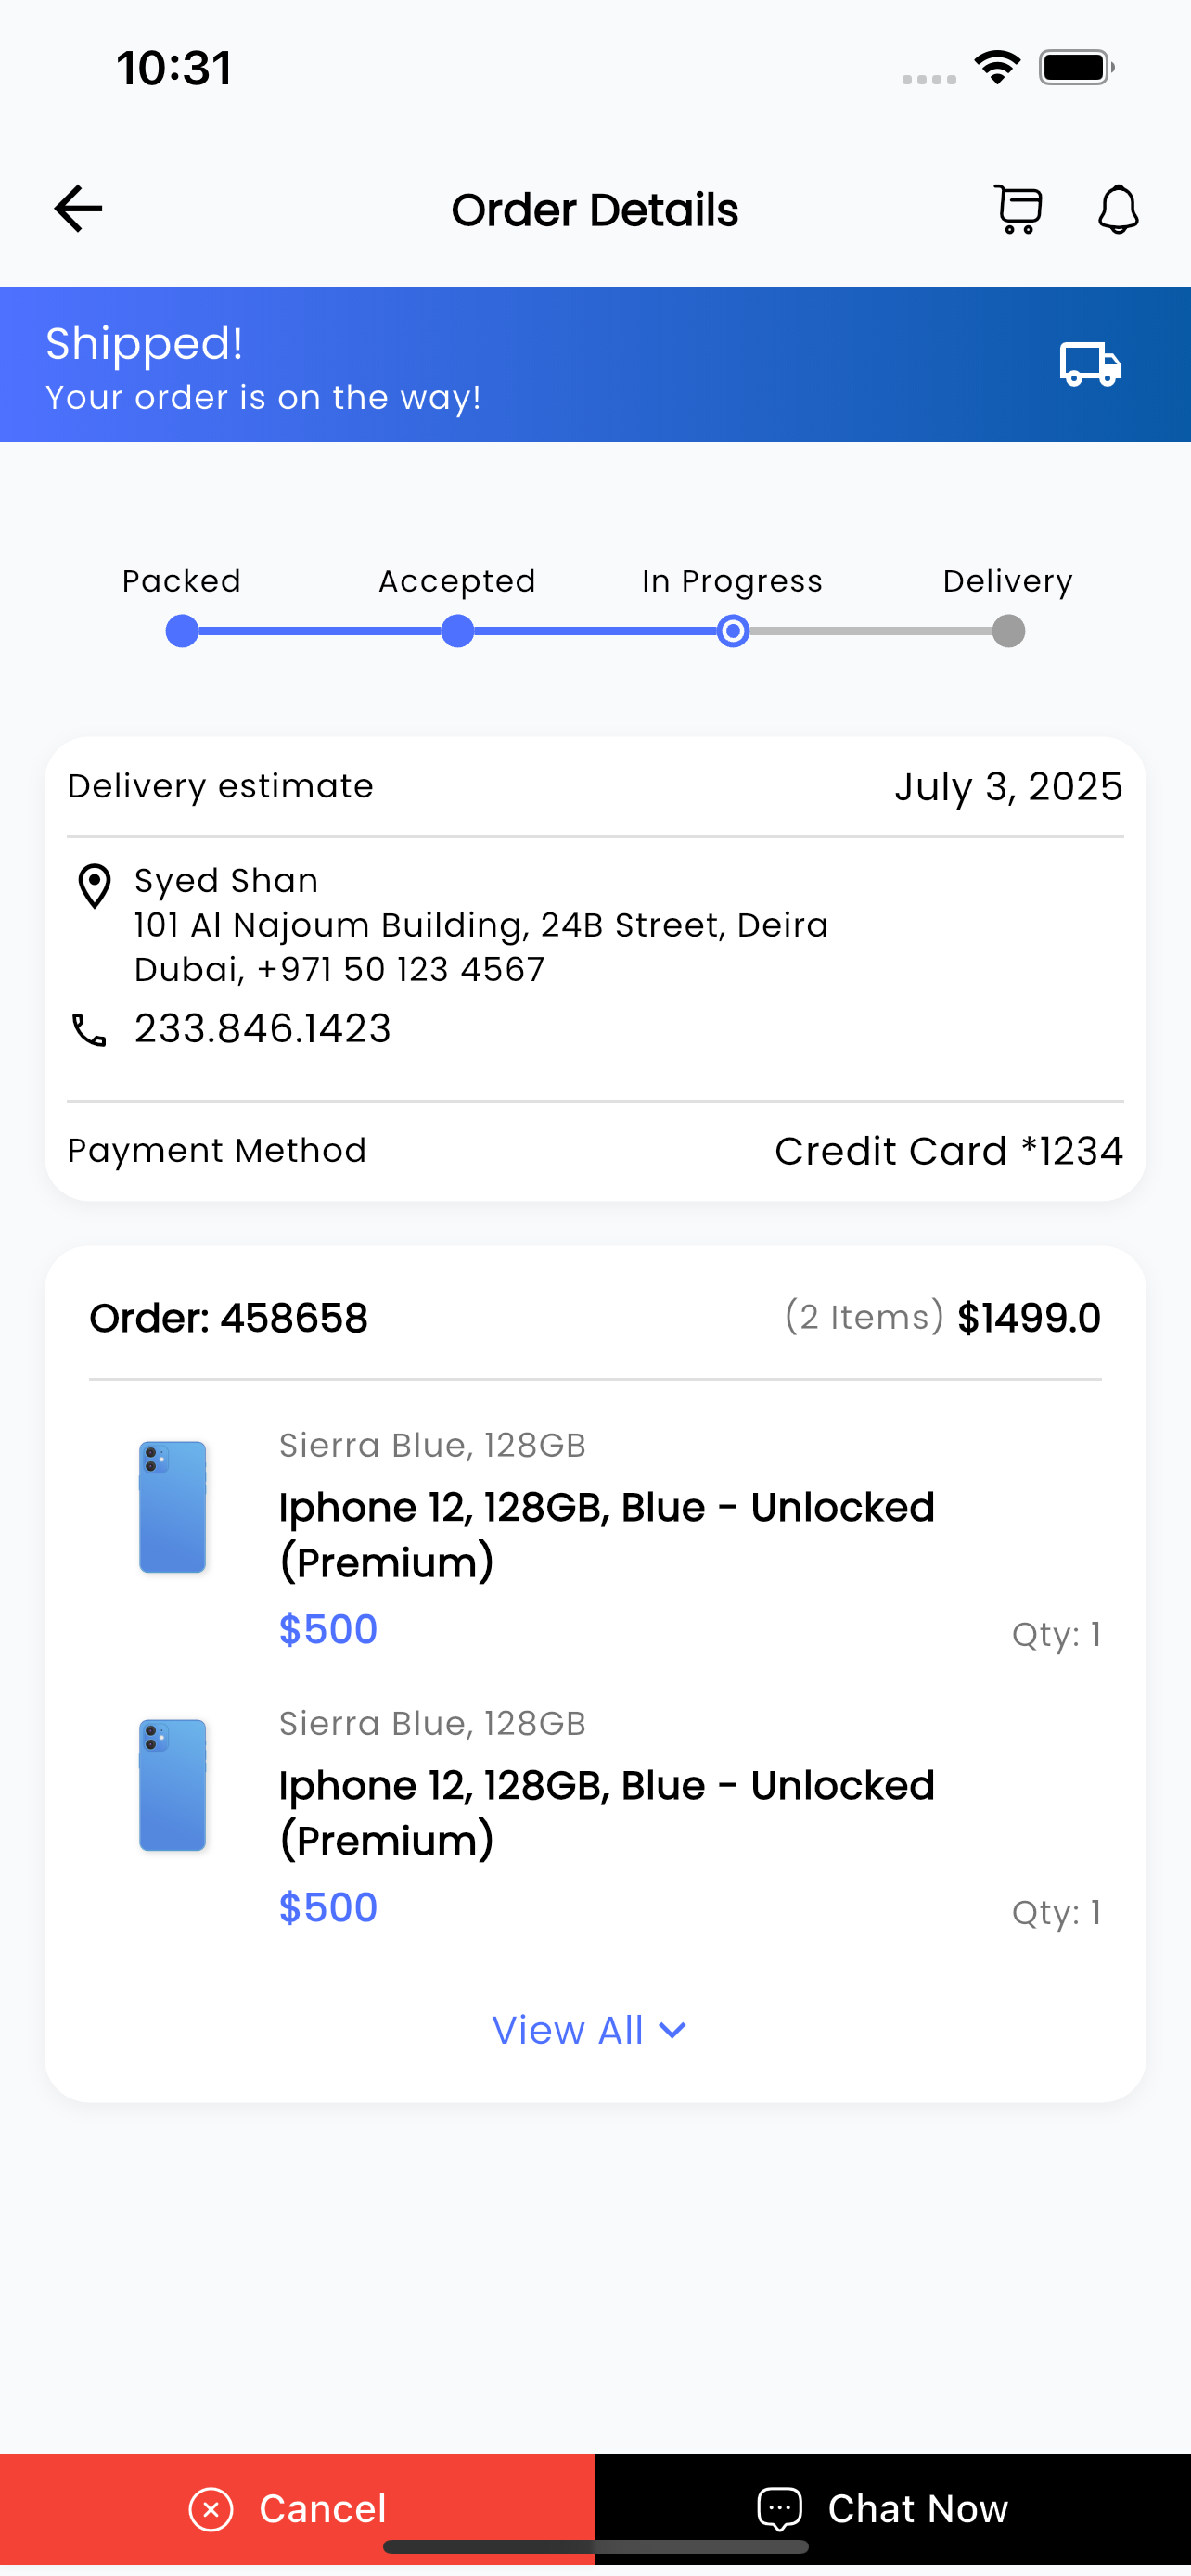 10:31
Order Details
Shipped!
Your order is on the way!
Packed Accepted In Progress Delivery
Delivery estimate July 3, 2025
Syed Shan
101 Al Najoum Building, 24B Street, Deira
Dubai, +971 50 123 4567
233.846.1423
Payment Method Credit Card *1234
Order: 458658 (2 Items) $1499.0
Sierra Blue, 128GB
Iphone 12, 128GB, Blue - Unlocked
(Premium)
$500 Qty: 1
Sierra Blue, 128GB
Iphone 12, 128GB, Blue - Unlocked
(Premium)
$500 Qty: 1
View All
Cancel Chat Now